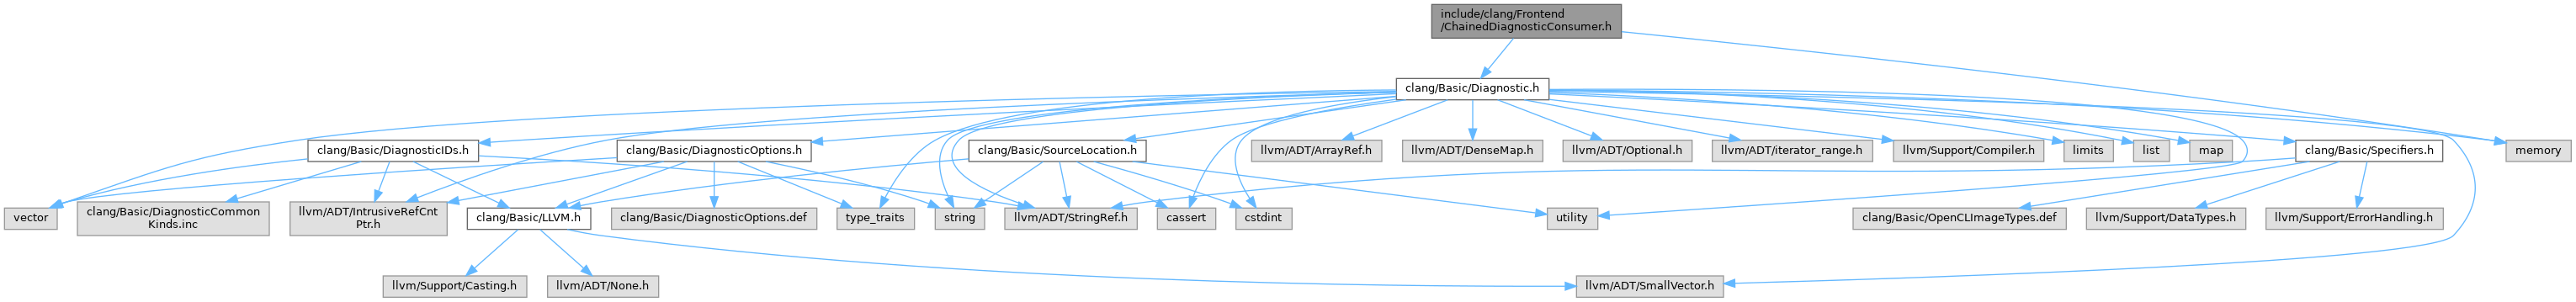 include/clang/Frontend
/ChainedDiagnosticConsumer.h
clang/Basic/Diagnostic.h
clang/Basic/DiagnosticIDs.h
clang/Basic/DiagnosticOptions.h
clang/Basic/SourceLocation.h
llvm/ADT/ArrayRef.h
llvm/ADT/DenseMap.h
llvm/ADT/Optional.h
llvm/ADT/iterator_range.h
llvm/Support/Compiler.h
limits
list
map
clang/Basic/Specifiers.h
memory
vector
clang/Basic/DiagnosticCommon
Kinds.inc
llvm/ADT/IntrusiveRefCnt
Ptr.h
clang/Basic/LLVM.h
clang/Basic/DiagnosticOptions.def
type_traits
string
llvm/ADT/StringRef.h
cassert
cstdint
utility
clang/Basic/OpenCLImageTypes.def
llvm/Support/DataTypes.h
llvm/Support/ErrorHandling.h
llvm/Support/Casting.h
llvm/ADT/None.h
llvm/ADT/SmallVector.h